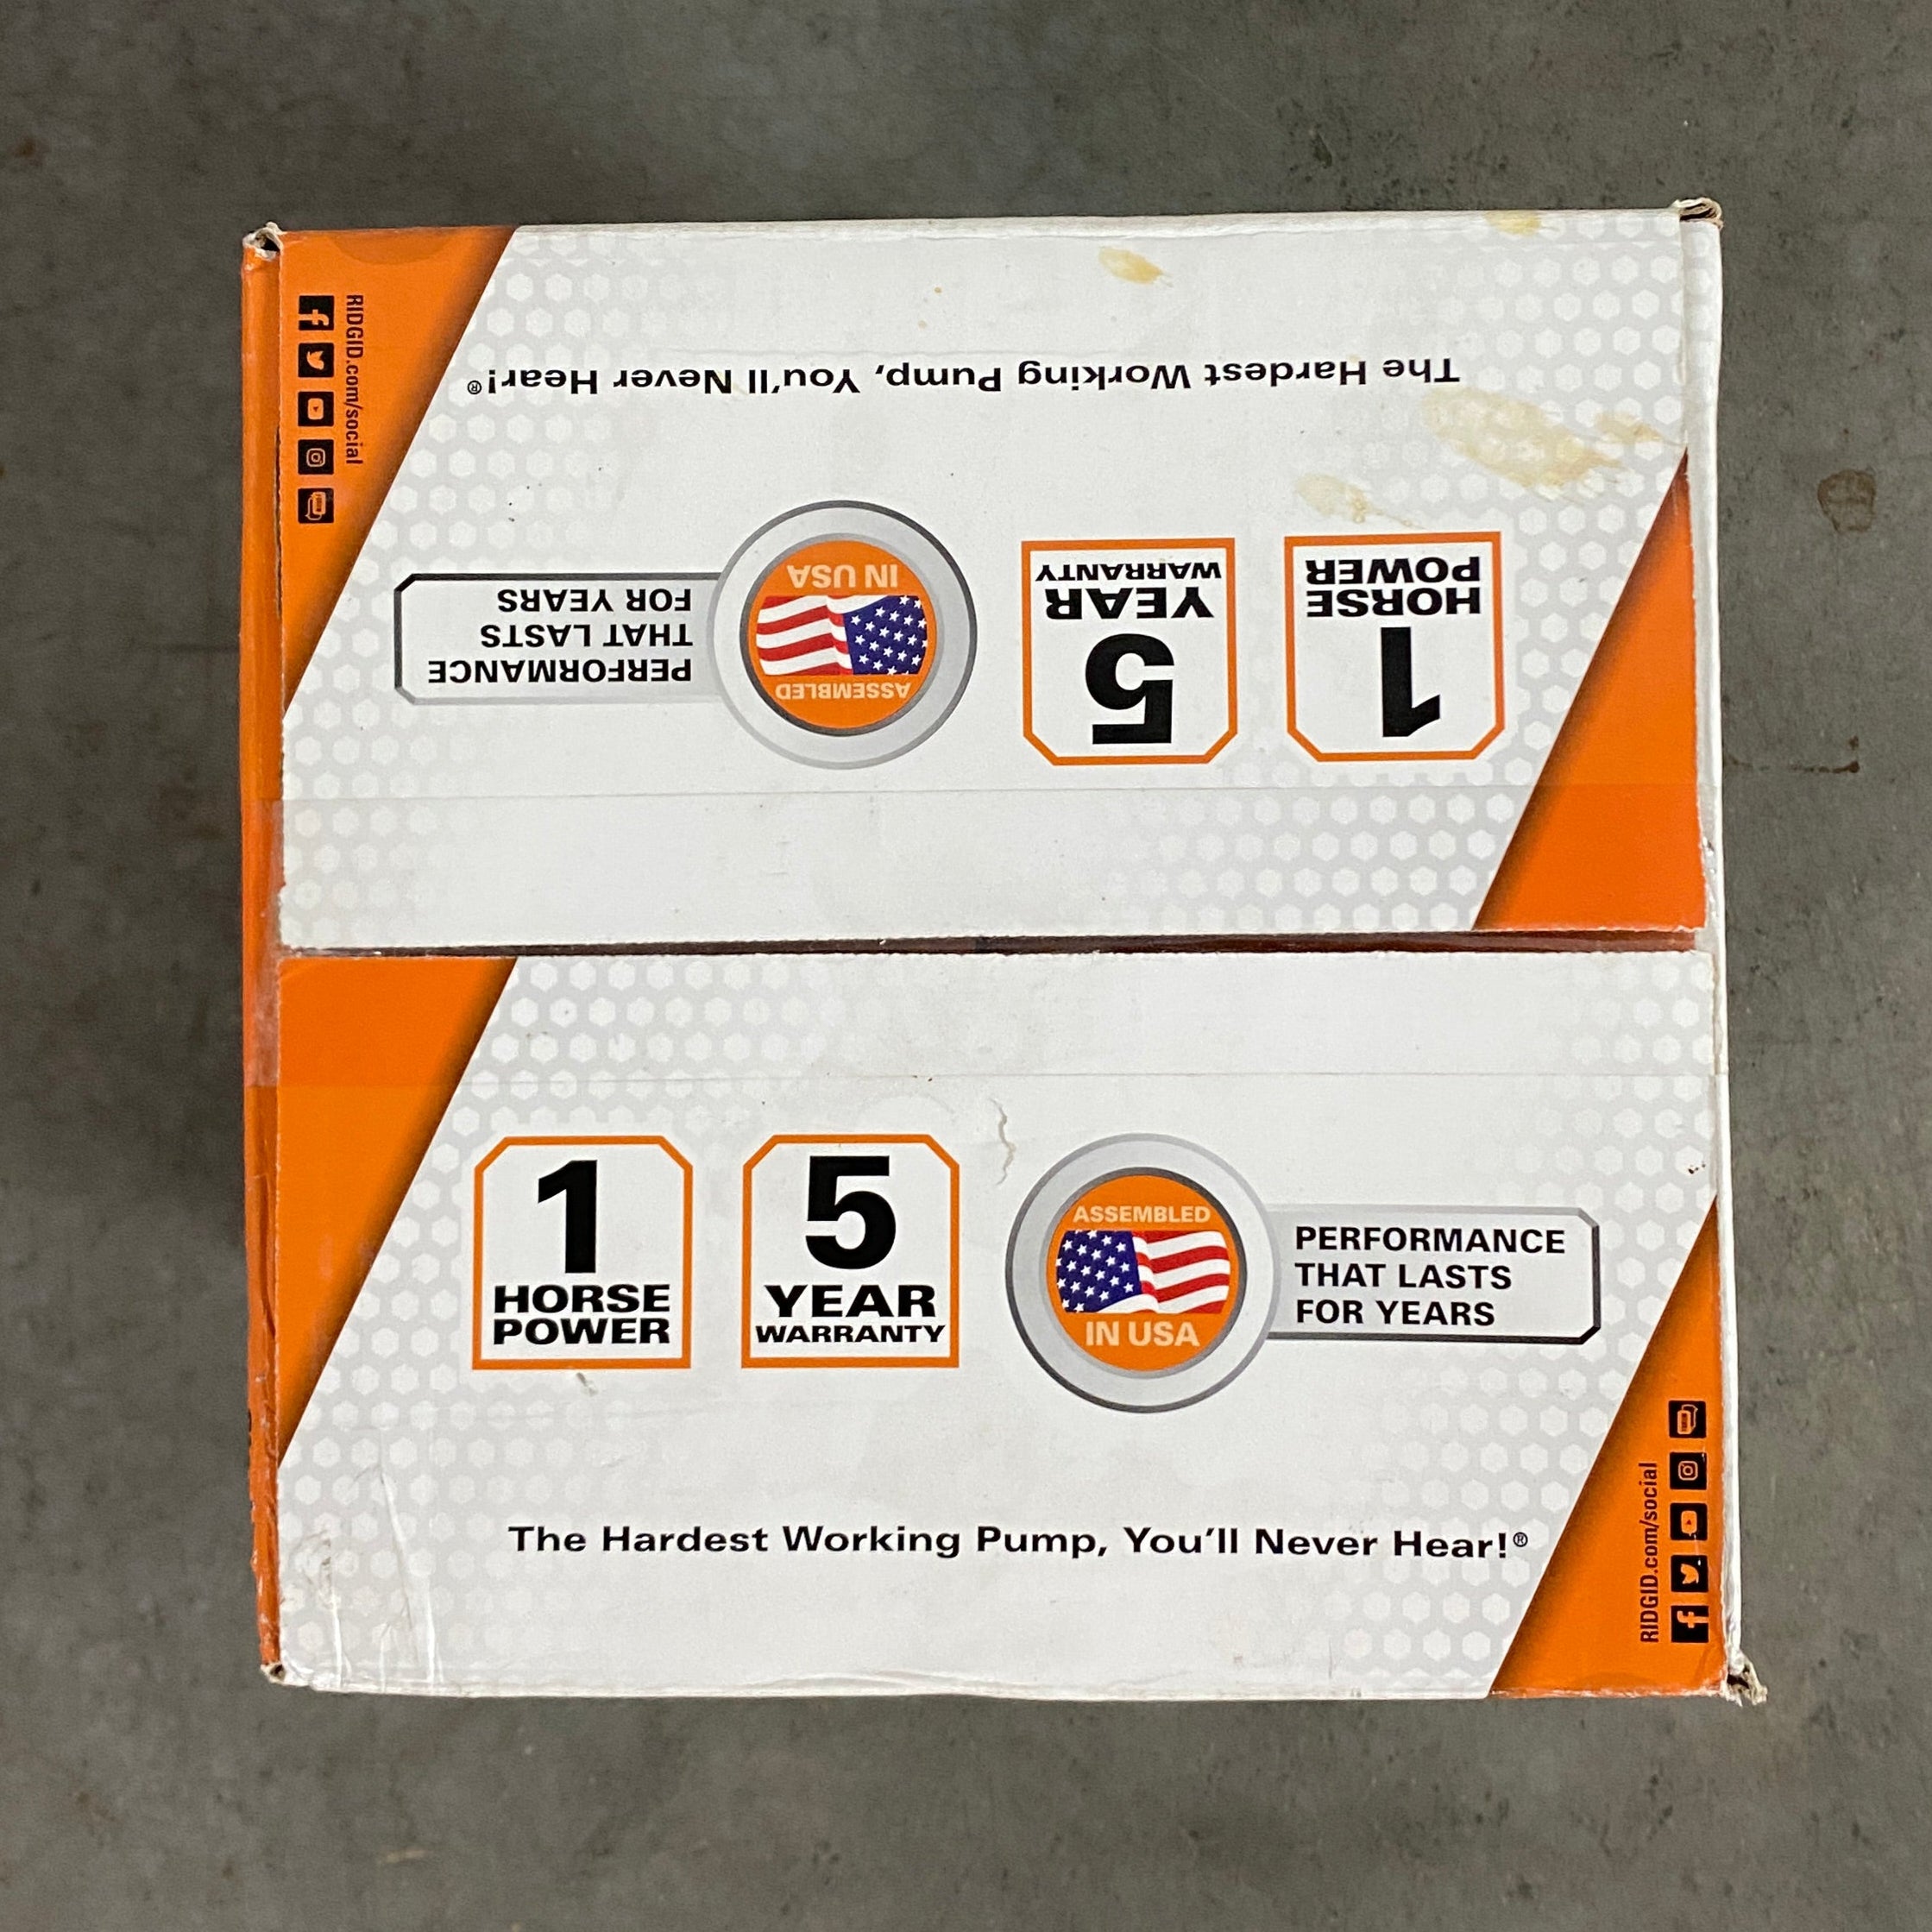 RIDGID.com/social
The Hardest Working Pump, You'll Never Hear!®
1
HORSE
POWER
5
YEAR
WARRANTY
ASSEMBLED
IN USA
PERFORMANCE
THAT LASTS
FOR YEARS
1
HORSE
POWER
5
YEAR
WARRANTY
ASSEMBLED
IN USA
PERFORMANCE
THAT LASTS
FOR YEARS
The Hardest Working Pump, You'll Never Hear!®
RIDGID.com/social